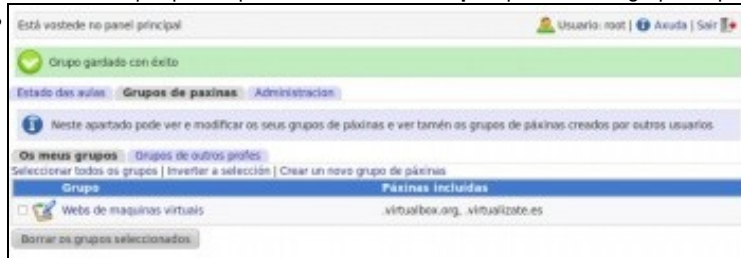 Está vostede no panel principal
Usuario: root | Axuda | Sair
Grupo gardado con éxito
Estado das aulas Grupos de paxinas Administracion
Neste apartado pode ver e modificar os seus grupos de páxinas e ver tamén os grupos de páxinas creados por outros usuarios
Os meus grupos Grupos de outros profes
Seleccionar todos os grupos | Inverter a selección | Crear un novo grupo de páxinas
Grupo Páxinas incluidas
Webs de maquinas virtuais .virtualbox.org, .virtualizate.es
Borrar os grupos seleccionados